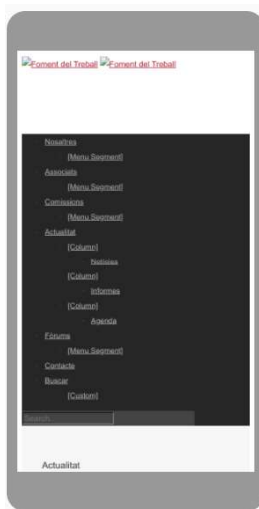 Foment del Treball Foment del Treball
Nosaltres
[Menu Segment]
Associats
[Menu Segment]
Comissions
[Menu Segment]
Actualitat
[Column]
Notícies
[Column]
Informes
[Column]
Agenda
Fòrums
[Menu Segment]
Contacte
Buscar
[Custom]
Search
Actualitat